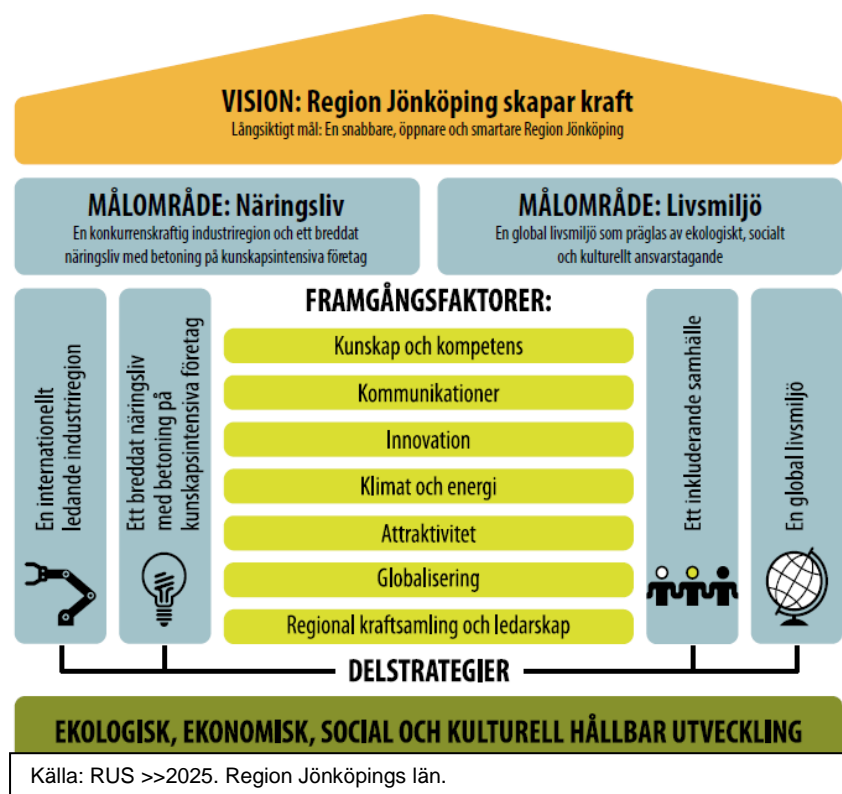 VISION: Region Jönköping skapar kraft
Långsiktigt mål: En snabbare, öppnare och smartare Region Jönköping
MÅLOMRÅDE: Näringsliv
En konkurrenskraftig industriregion och ett breddat
näringsliv med betoning på kunskapsintensiva företag
MÅLOMRÅDE: Livsmiljö
En global livsmiljö som präglas av ekologiskt, socialt
och kulturellt ansvarstagande
En internationellt
ledande industriregion
Ett breddat näringsliv
med betoning på
kunskapsintensiva företag
FRAMGÅNGSFAKTORER:
Kunskap och kompetens
Kommunikationer
Innovation
Klimat och energi
Attraktivitet
Globalisering
Regional kraftsamling och ledarskap
Ett inkluderande samhälle
En global livsmiljö
DELSTRATEGIER
EKOLOGISK, EKONOMISK, SOCIAL OCH KULTURELL HÅLLBAR UTVECKLING
Källa: RUS >>2025. Region Jönköpings län.